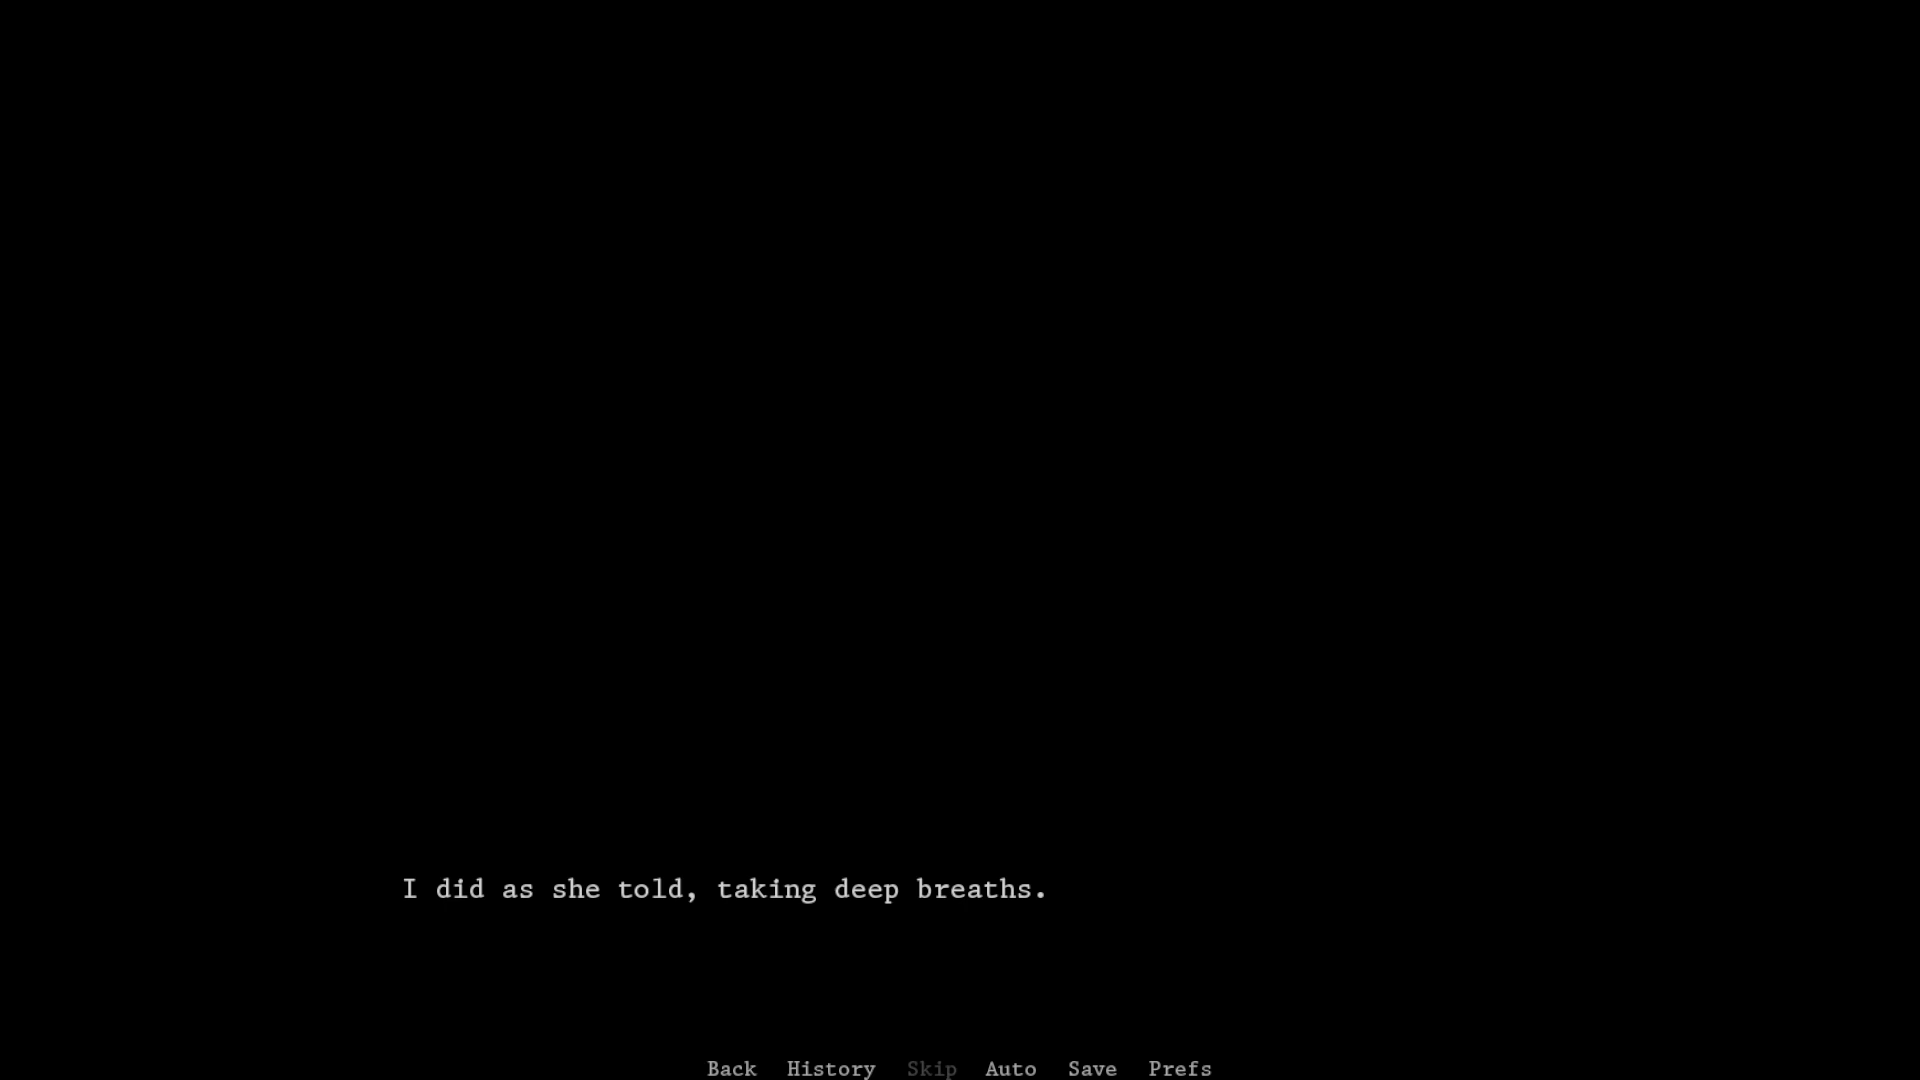 I did as she told, taking deep breaths.
Back History Skip Auto Save Prefs